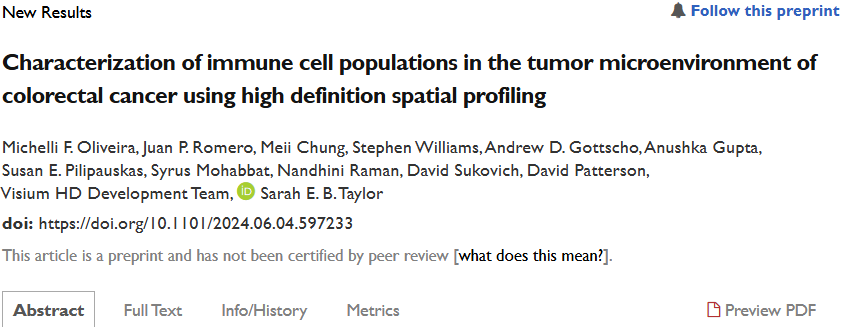 New Results
Follow this preprint
Characterization of immune cell populations in the tumor microenvironment of
colorectal cancer using high definition spatial profiling
Michelli F. Oliveira, Juan P. Romero, Meii Chung, Stephen Williams, Andrew D. Gottscho, Anushka Gupta,
Susan E. Pilipauskas, Syrus Mohabbat, Nandhini Raman, David Sukovich, David Patterson,
Visium HD Development Team, iD Sarah E. B. Taylor
doi: https://doi.org/10.1101/2024.06.04.597233
This article is a preprint and has not been certified by peer review [what does this mean?].
Abstract Full Text Info/History Metrics Preview PDF